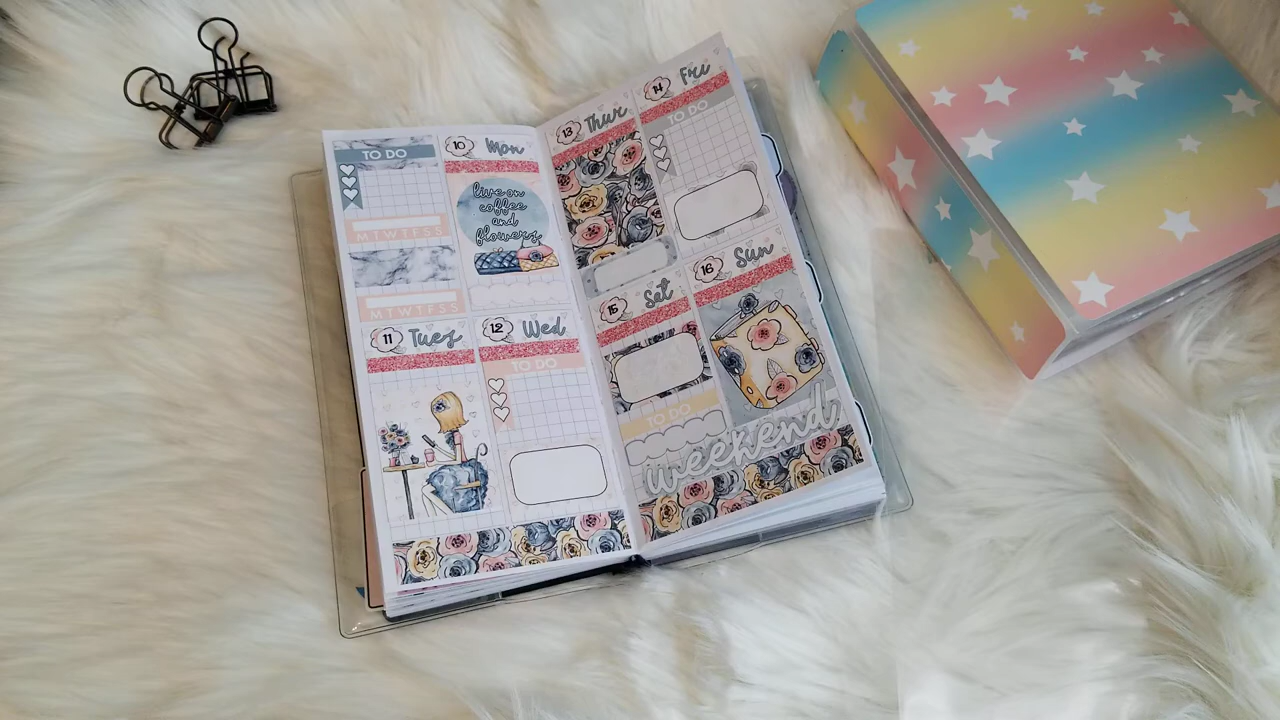 TO DO
M T W T F S S
M T W T F S S
10 Mon
live on
coffee
and
flowers
11 Tues
12 Wed
TO DO
13 Thur
14 Fri
TO DO
15 Sat
TO DO
16 Sun
weekend